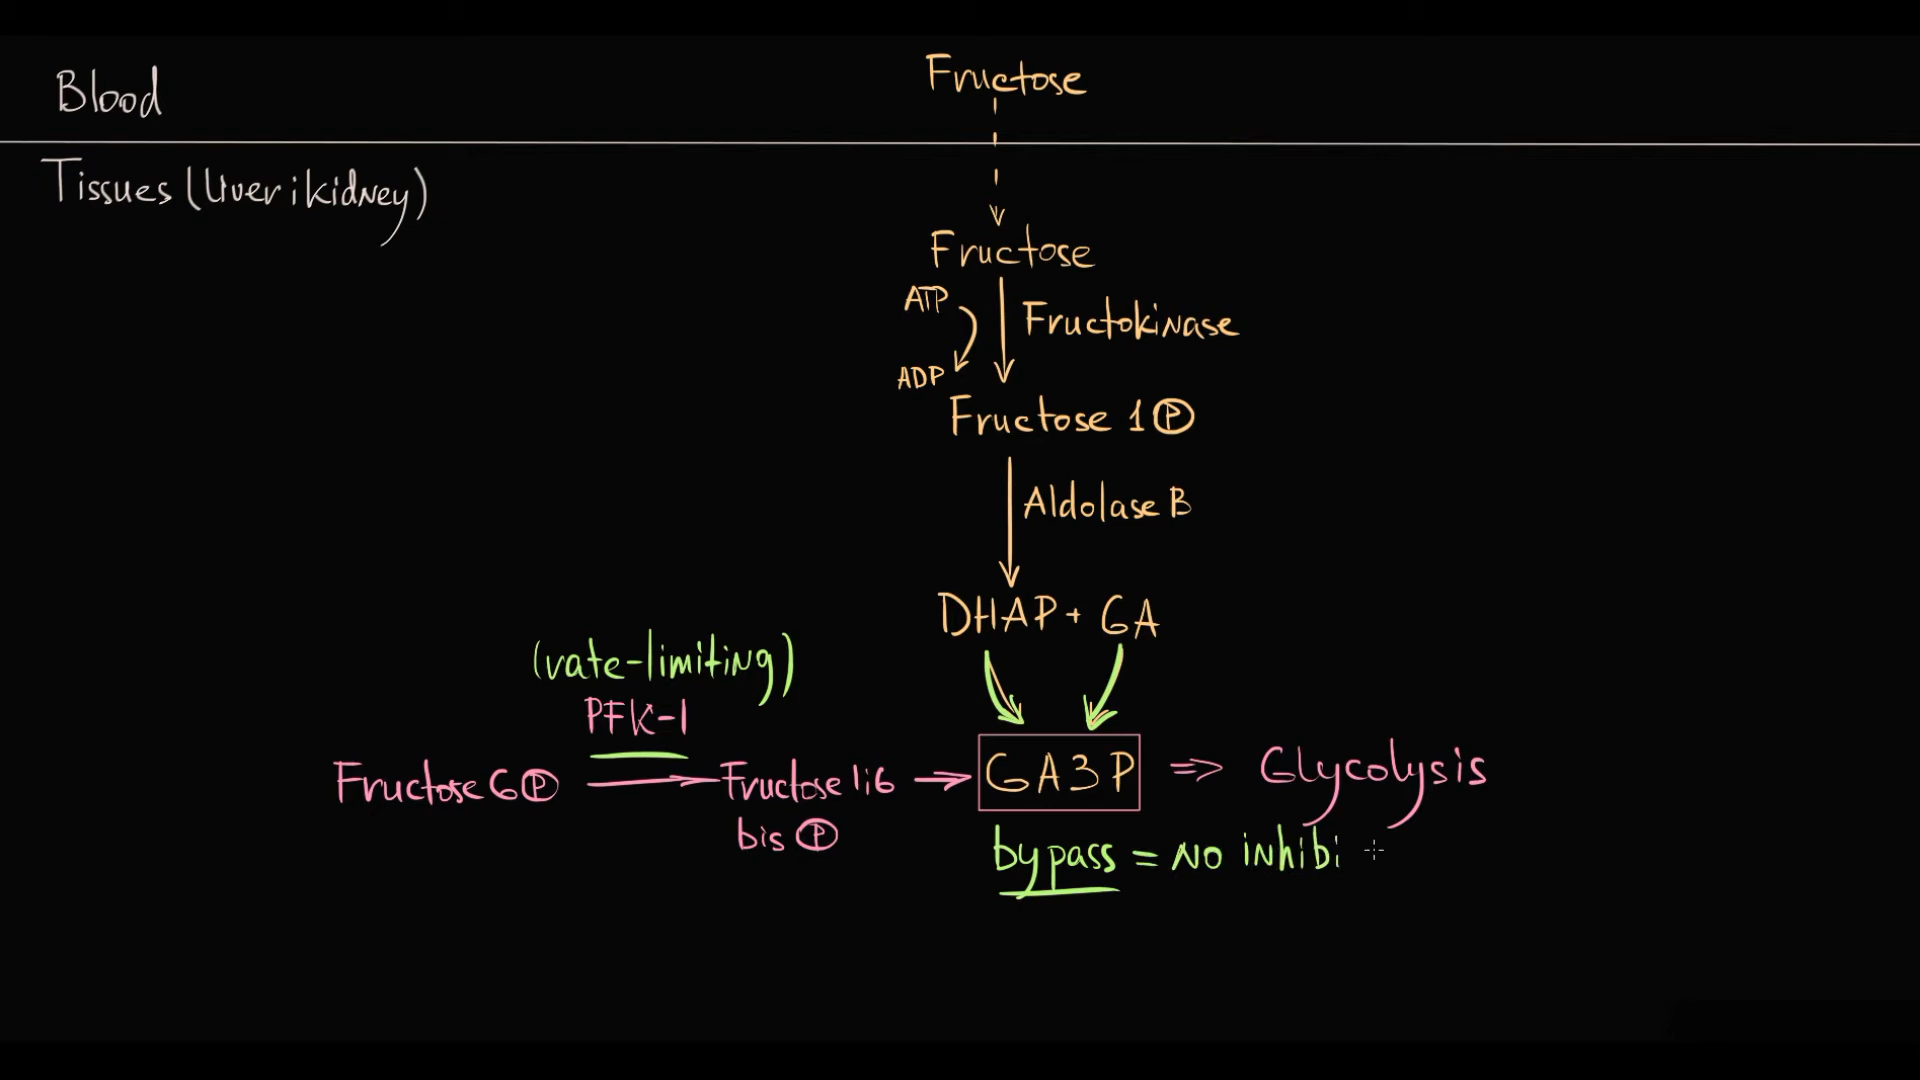 Blood
Fructose
Tissues (liver; kidney)
Fructose
ATP
Fructokinase
ADP
Fructose 1 P
Aldolase B
DHAP + GA
(rate-limiting)
PFK-1
Fructose 6 P → Fructose 1;6 → GA3P => Glycolysis
bis P
bypass = NO inhibi